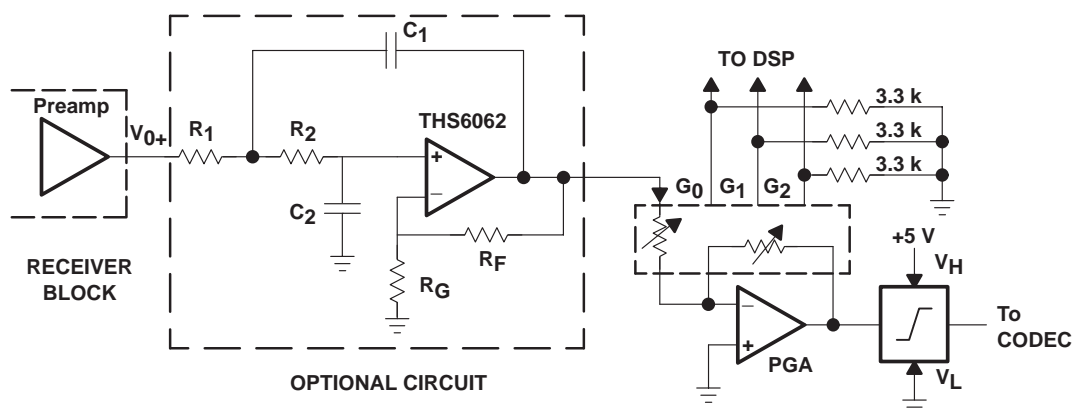 C1
TO DSP
Preamp
V0+
R1
R2
THS6062
3.3 k
3.3 k
3.3 k
G0
G1
G2
+
−
C2
RF
RG
RECEIVER
BLOCK
OPTIONAL CIRCUIT
+5 V
VH
−
+
PGA
To
CODEC
VL